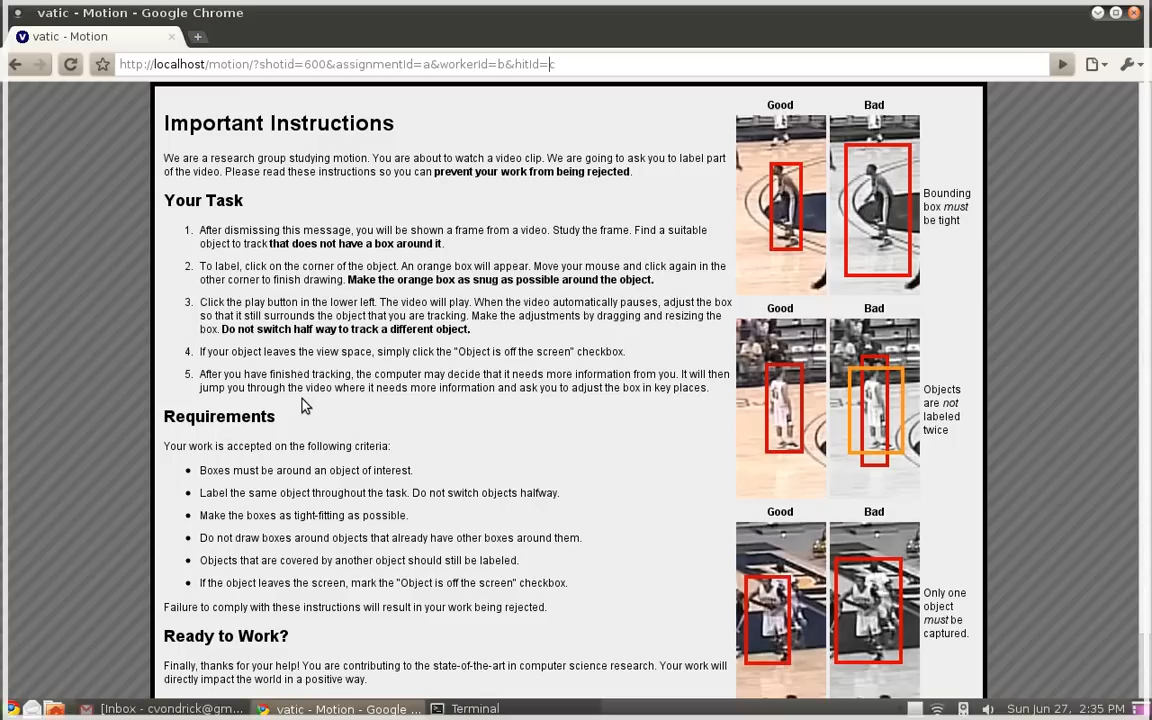 vatic - Motion - Google Chrome
vatic - Motion
http://localhost/motion/?shotid=600&assignmentId=a&workerId=b&hitId=c
Important Instructions
We are a research group studying motion. You are about to watch a video clip. We are going to ask you to label part
of the video. Please read these instructions so you can prevent your work from being rejected.
Your Task
1. After dismissing this message, you will be shown a frame from a video. Study the frame. Find a suitable
object to track that does not have a box around it.
2. To label, click on the corner of the object. An orange box will appear. Move your mouse and click again in the
other corner to finish drawing. Make the orange box as snug as possible around the object.
3. Click the play button in the lower left. The video will play. When the video automatically pauses, adjust the box
so that it still surrounds the object that you are tracking. Make the adjustments by dragging and resizing the
box. Do not switch half way to track a different object.
4. If your object leaves the view space, simply click the "Object is off the screen" checkbox.
5. After you have finished tracking, the computer may decide that it needs more information from you. It will then
jump you through the video where it needs more information and ask you to adjust the box in key places.
Requirements
Your work is accepted on the following criteria:
• Boxes must be around an object of interest.
• Label the same object throughout the task. Do not switch objects halfway.
• Make the boxes as tight-fitting as possible.
• Do not draw boxes around objects that already have other boxes around them.
• Objects that are covered by another object should still be labeled.
• If the object leaves the screen, mark the "Object is off the screen" checkbox.
Failure to comply with these instructions will result in your work being rejected.
Ready to Work?
Finally, thanks for your help! You are contributing to the state-of-the-art in computer science research. Your work will
directly impact the world in a positive way.
Good Bad
Bounding
box must
be tight
Good Bad
Objects
are not
labeled
twice
Good Bad
Only one
object
must be
captured.
[Inbox - cvondrick@gm... vatic - Motion - Google ... Terminal Sun Jun 27, 2:35 PM